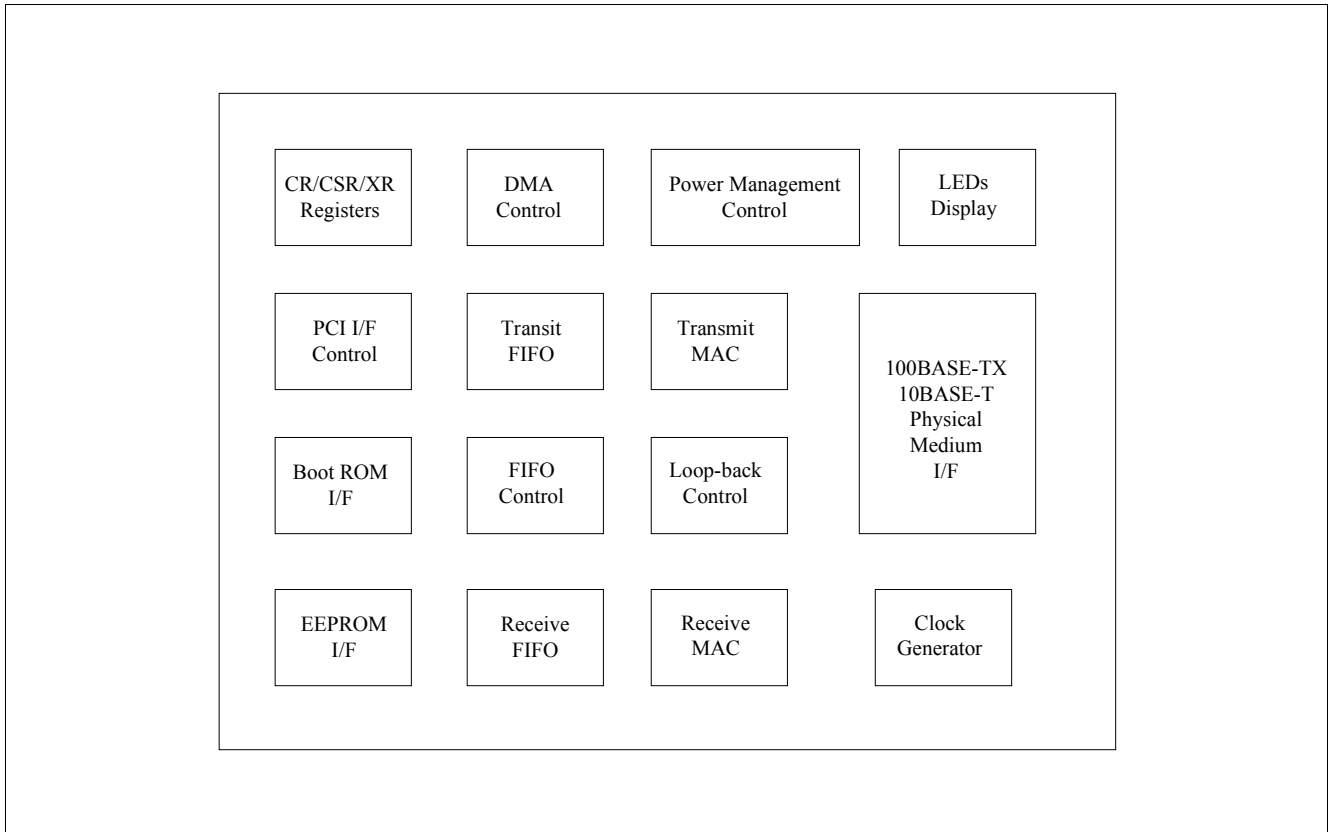 CR/CSR/XR
Registers
DMA
Control
Power Management
Control
LEDs
Display
PCI I/F
Control
Transit
FIFO
Transmit
MAC
100BASE-TX
10BASE-T
Physical
Medium
I/F
Boot ROM
I/F
FIFO
Control
Loop-back
Control
EEPROM
I/F
Receive
FIFO
Receive
MAC
Clock
Generator